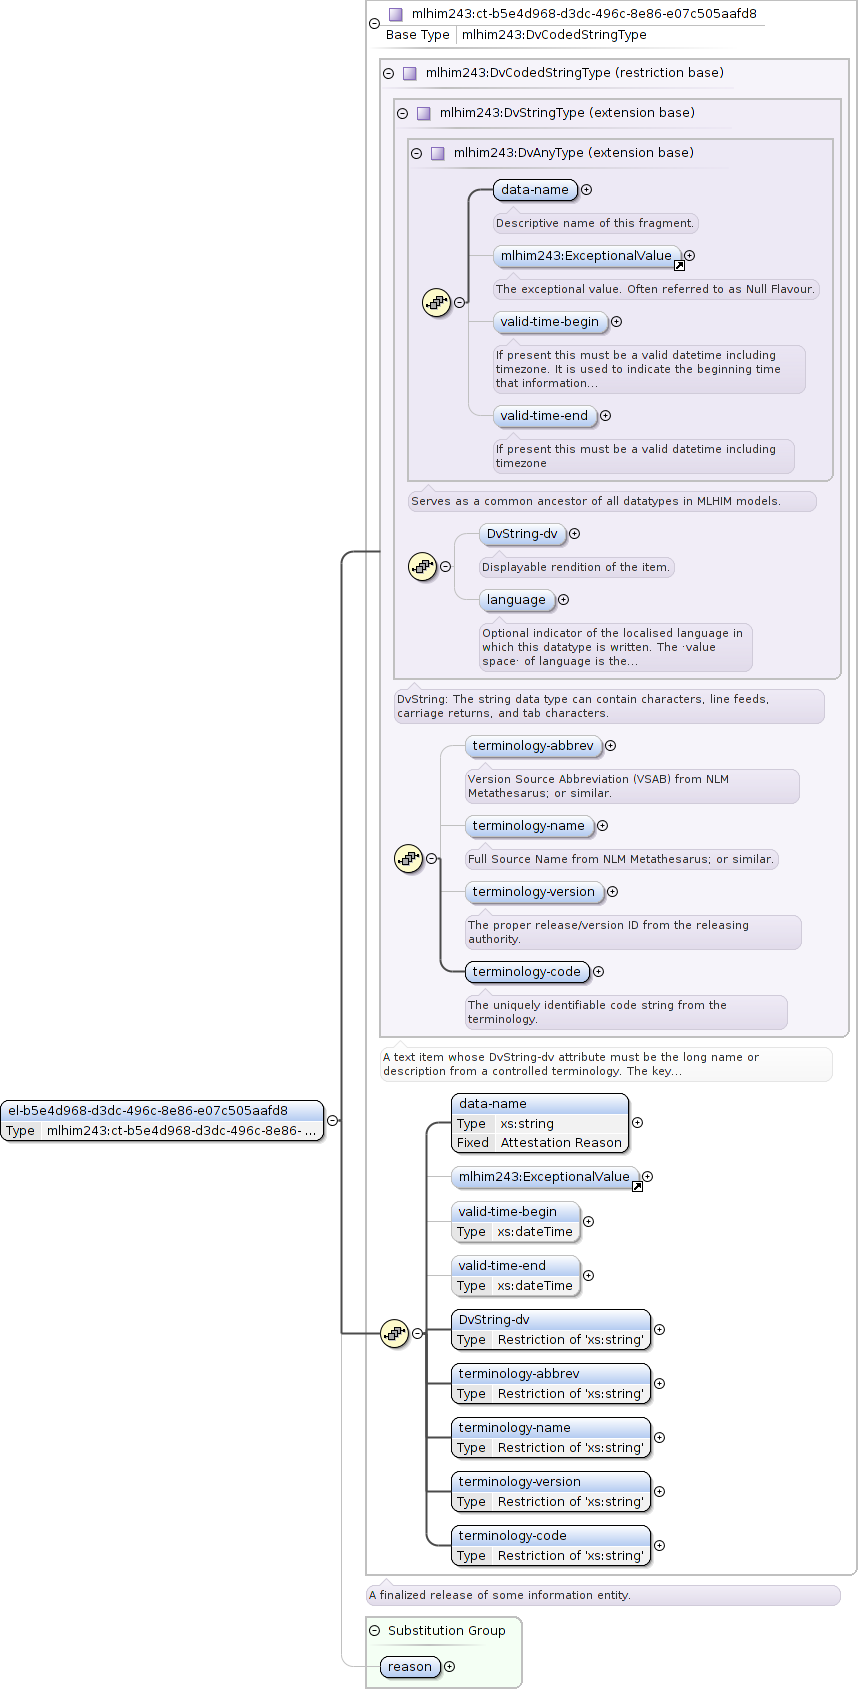 mlhim243:ct-b5e4d968-d3dc-496c-8e86-e07c505aafd8
Base Type mlhim243:DvCodedStringType
mlhim243:DvCodedStringType (restriction base)
mlhim243:DvStringType (extension base)
mlhim243:DvAnyType (extension base)
data-name
Descriptive name of this fragment.
mlhim243:ExceptionalValue
The exceptional value. Often referred to as Null Flavour.
valid-time-begin
If present this must be a valid datetime including
timezone. It is used to indicate the beginning time
that information...
valid-time-end
If present this must be a valid datetime including
timezone
Serves as a common ancestor of all datatypes in MLHIM models.
DvString-dv
Displayable rendition of the item.
language
Optional indicator of the localised language in
which this datatype is written. The ·value
space· of language is the...
DvString: The string data type can contain characters, line feeds,
carriage returns, and tab characters.
terminology-abbrev
Version Source Abbreviation (VSAB) from NLM
Metathesarus; or similar.
terminology-name
Full Source Name from NLM Metathesarus; or similar.
terminology-version
The proper release/version ID from the releasing
authority.
terminology-code
The uniquely identifiable code string from the
terminology.
A text item whose DvString-dv attribute must be the long name or
description from a controlled terminology. The key...
el-b5e4d968-d3dc-496c-8e86-e07c505aafd8
Type mlhim243:ct-b5e4d968-d3dc-496c-8e86- ...
data-name
Type xs:string
Fixed Attestation Reason
mlhim243:ExceptionalValue
valid-time-begin
Type xs:dateTime
valid-time-end
Type xs:dateTime
DvString-dv
Type Restriction of 'xs:string'
terminology-abbrev
Type Restriction of 'xs:string'
terminology-name
Type Restriction of 'xs:string'
terminology-version
Type Restriction of 'xs:string'
terminology-code
Type Restriction of 'xs:string'
A finalized release of some information entity.
Substitution Group
reason